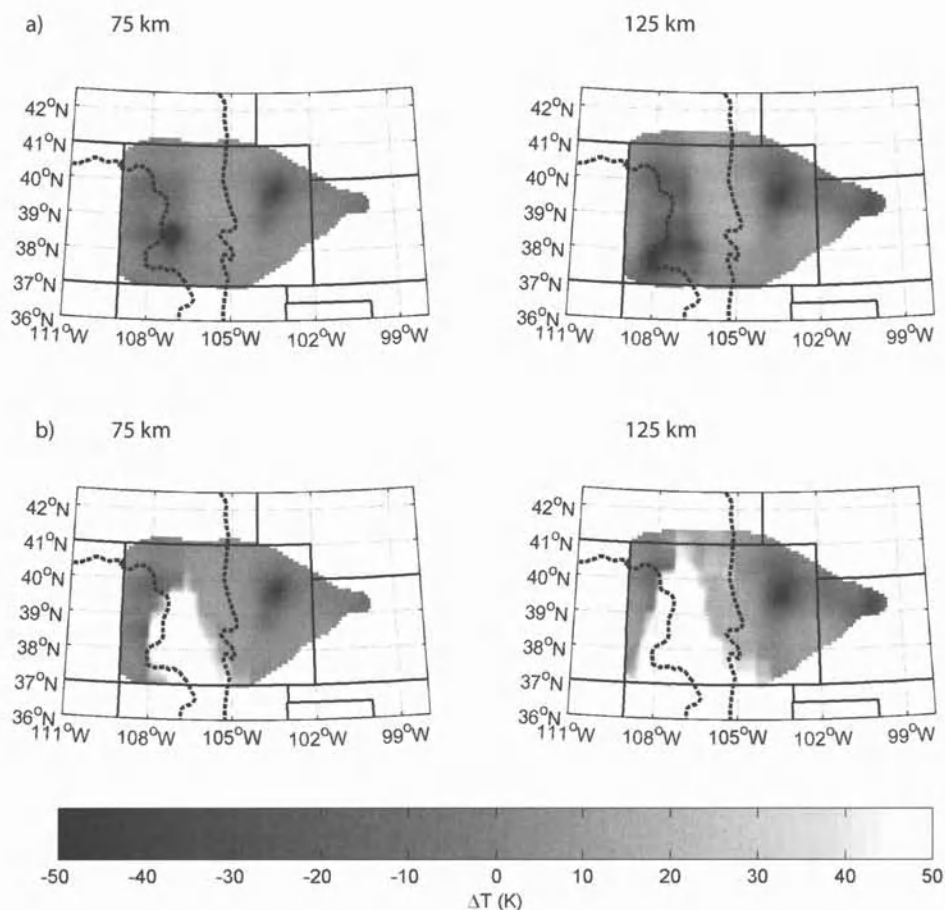 a) 75 km 125 km
42°N 42°N
41°N 41°N
40°N 40°N
39°N 39°N
38°N 38°N
37°N 37°N
36°N 36°N
111°W 108°W 105°W 102°W 99°W 111°W 108°W 105°W 102°W 99°W
b) 75 km 125 km
42°N 42°N
41°N 41°N
40°N 40°N
39°N 39°N
38°N 38°N
37°N 37°N
36°N 36°N
111°W 108°W 105°W 102°W 99°W 111°W 108°W 105°W 102°W 99°W
-50 -40 -30 -20 -10 0 10 20 30 40 50
ΔT (K)